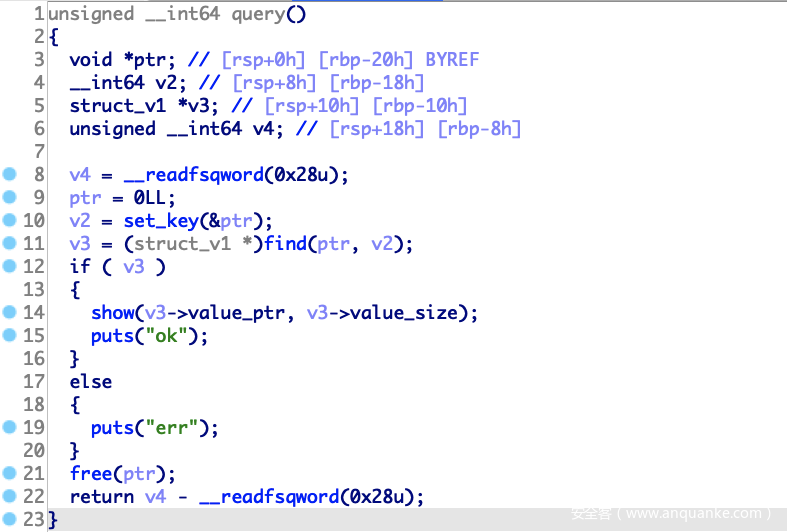 1 unsigned __int64 query()
2 {
3   void *ptr; // [rsp+0h] [rbp-20h] BYREF
4   __int64 v2; // [rsp+8h] [rbp-18h]
5   struct_v1 *v3; // [rsp+10h] [rbp-10h]
6   unsigned __int64 v4; // [rsp+18h] [rbp-8h]
7
8   v4 = __readfsqword(0x28u);
9   ptr = 0LL;
10   v2 = set_key(&ptr);
11   v3 = (struct_v1 *)find(ptr, v2);
12   if ( v3 )
13   {
14     show(v3->value_ptr, v3->value_size);
15     puts("ok");
16   }
17   else
18   {
19     puts("err");
20   }
21   free(ptr);
22   return v4 - __readfsqword(0x28u);
23 }
安全客（www.anquanke.com）